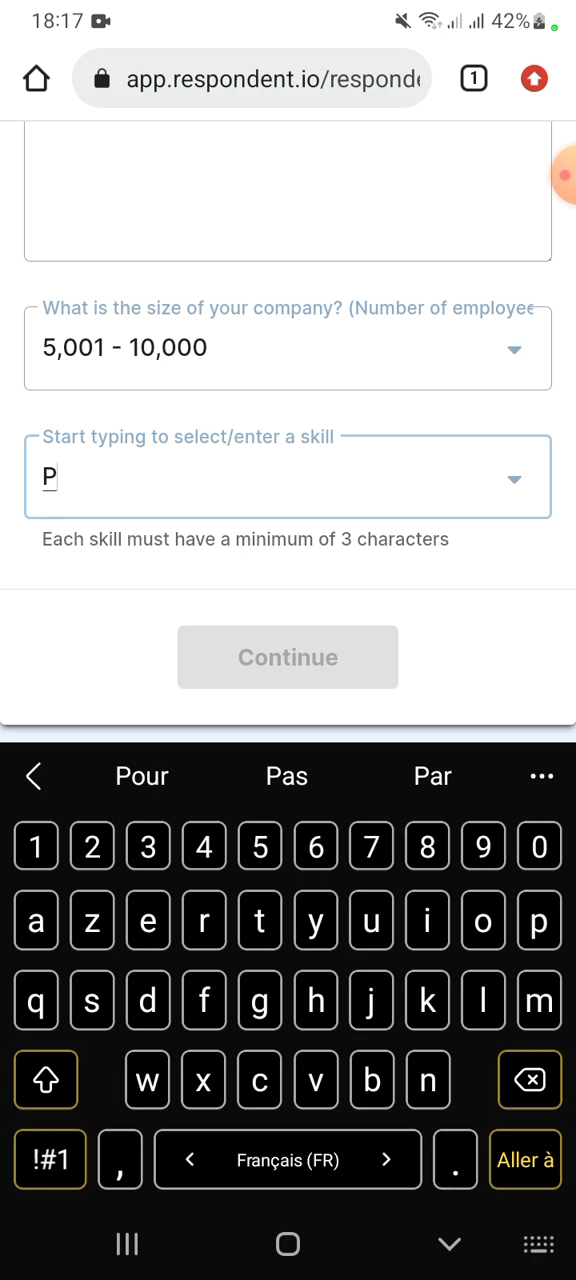 18:17 42%
app.respondent.io/responde 1
What is the size of your company? (Number of employee
5,001 - 10,000
Start typing to select/enter a skill
P
Each skill must have a minimum of 3 characters
Continue
Pour Pas Par ...
1 2 3 4 5 6 7 8 9 0
a z e r t y u i o p
q s d f g h j k l m
w x c v b n
!#1 , < Français (FR) > . Aller à